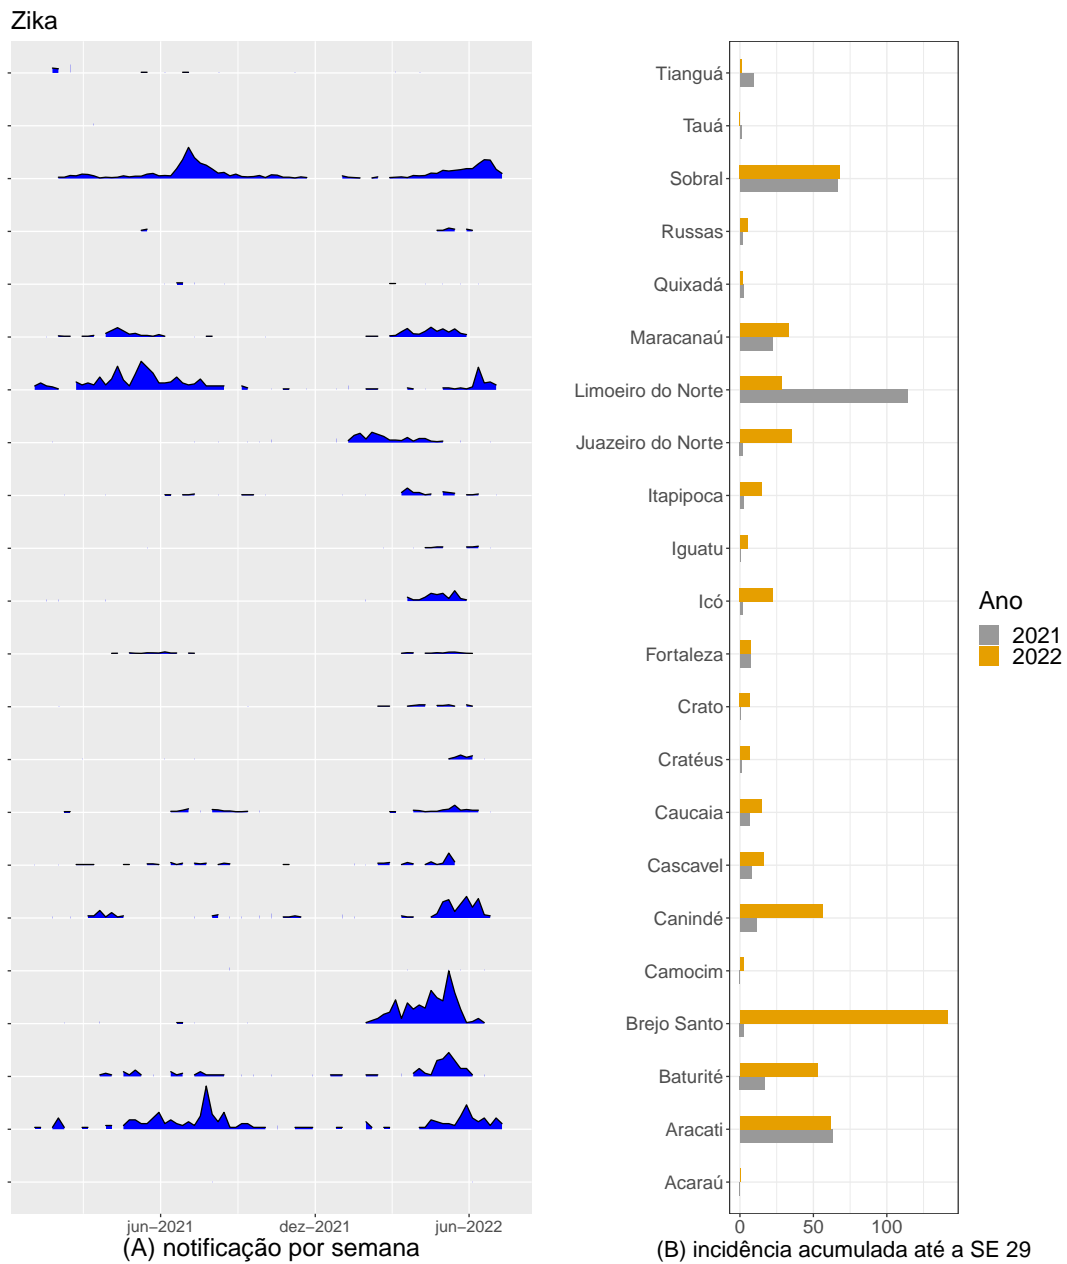 Zika
Tianguá
Tauá
Sobral
Russas
Quixadá
Maracanaú
Limoeiro do Norte
Juazeiro do Norte
Itapipoca
Iguatu
Icó
Fortaleza
Crato
Cratéus
Caucaia
Cascavel
Canindé
Camocim
Brejo Santo
Baturité
Aracati
Acaraú
Ano
2021
2022
jun−2021 dez−2021 jun−2022
0 50 100
(A) notificação por semana
(B) incidência acumulada até a SE 29